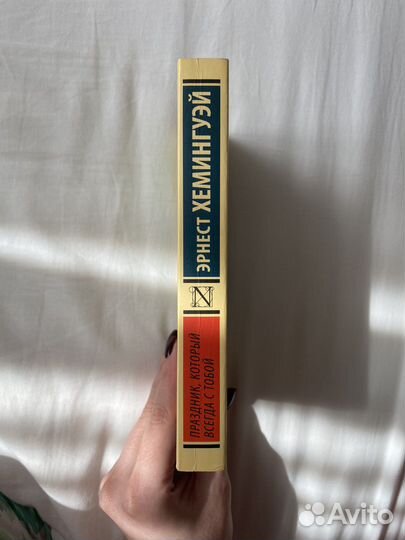 ЭРНЕСТ ХЕМИНГУЭЙ
N
ПРАЗДНИК, КОТОРЫЙ
ВСЕГДА С ТОБОЙ
Avito